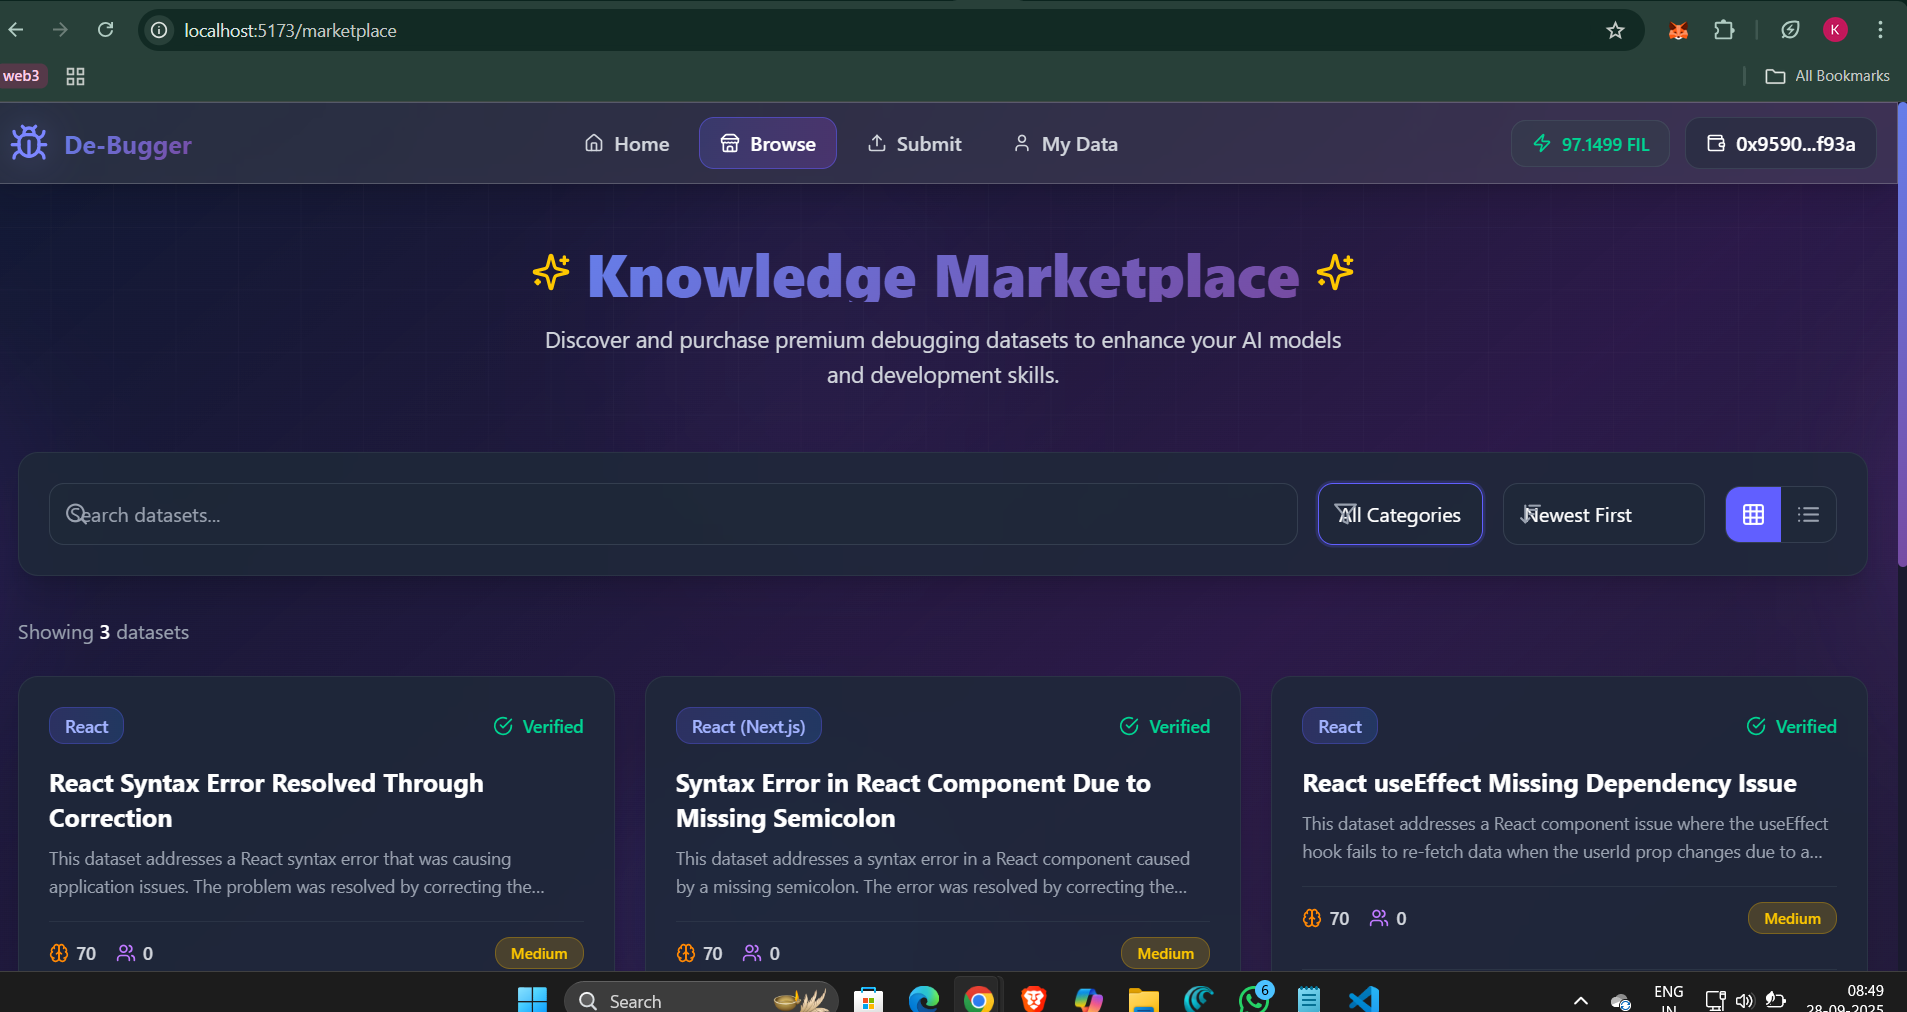 localhost:5173/marketplace
K
web3
All Bookmarks
De-Bugger
Home
Browse
Submit
My Data
97.1499 FIL
0x9590...f93a
Knowledge Marketplace
Discover and purchase premium debugging datasets to enhance your AI models
and development skills.
Search datasets...
All Categories
Newest First
Showing 3 datasets
React
Verified
React Syntax Error Resolved Through
Correction
This dataset addresses a React syntax error that was causing
application issues. The problem was resolved by correcting the...
70
0
Medium
React (Next.js)
Verified
Syntax Error in React Component Due to
Missing Semicolon
This dataset addresses a syntax error in a React component caused
by a missing semicolon. The error was resolved by correcting the...
70
0
Medium
React
Verified
React useEffect Missing Dependency Issue
This dataset addresses a React component issue where the useEffect
hook fails to re-fetch data when the userId prop changes due to a...
70
0
Medium
Search
6
ENG
IN
08:49
28-09-2025